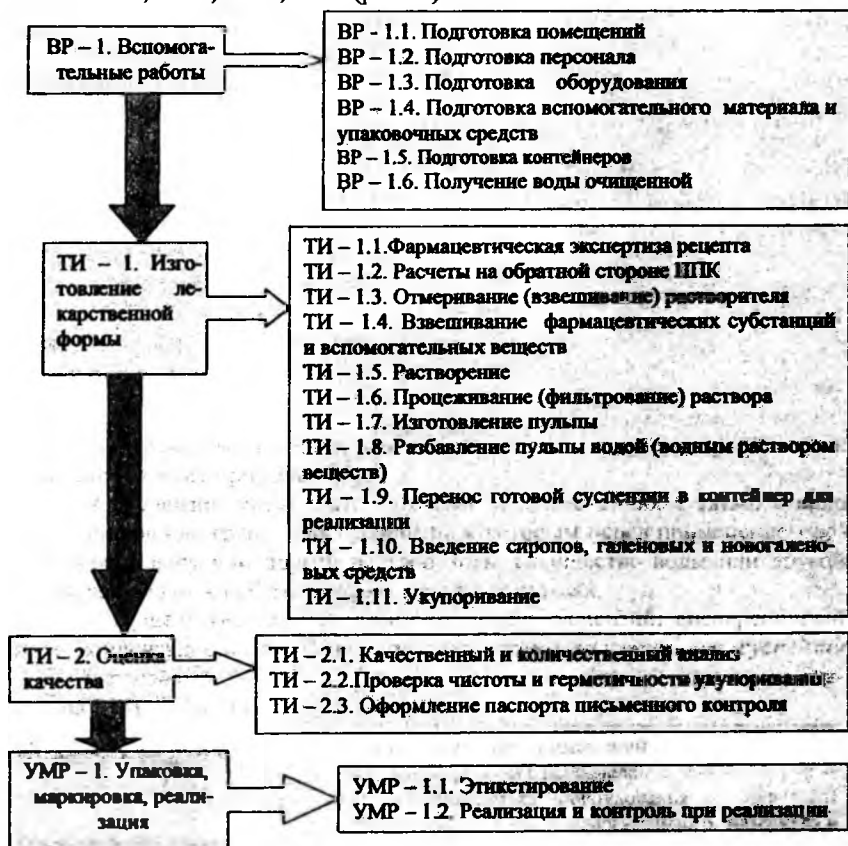 ВР – 1. Вспомога-
тельные работы
ВР - 1.1. Подготовка помещений
ВР – 1.2. Подготовка персонала
ВР – 1.3. Подготовка оборудования
ВР – 1.4. Подготовка вспомогательного материала и
упаковочных средств
ВР – 1.5. Подготовка контейнеров
ВР – 1.6. Получение воды очищенной
ТИ – 1. Изго-
товление ле-
карственной
формы
ТИ – 1.1.Фармацевтическая экспертиза рецепта
ТИ – 1.2. Расчеты на обратной стороне ППК
ТИ – 1.3. Отмеривание (взвешивание) растворителя
ТИ – 1.4. Взвешивание фармацевтических субстанций
и вспомогательных веществ
ТИ – 1.5. Растворение
ТИ – 1.6. Процеживание (фильтрование) раствора
ТИ – 1.7. Изготовление пульпы
ТИ – 1.8. Разбавление пульпы водой (водным раствором
веществ)
ТИ – 1.9. Перенос готовой суспензии в контейнер для
реализации
ТИ – 1.10. Введение сиропов, галеновых и новогалено-
вых средств
ТИ – 1.11. Укупоривание
ТИ – 2. Оценка
качества
ТИ – 2.1. Качественный и количественный анализ
ТИ – 2.2.Проверка чистоты и герметичности укупоривания
ТИ – 2.3. Оформление паспорта письменного контроля
УМР – 1. Упаковка,
маркировка, реали-
зация
УМР – 1.1. Этикетирование
УМР – 1.2. Реализация и контроль при реализации